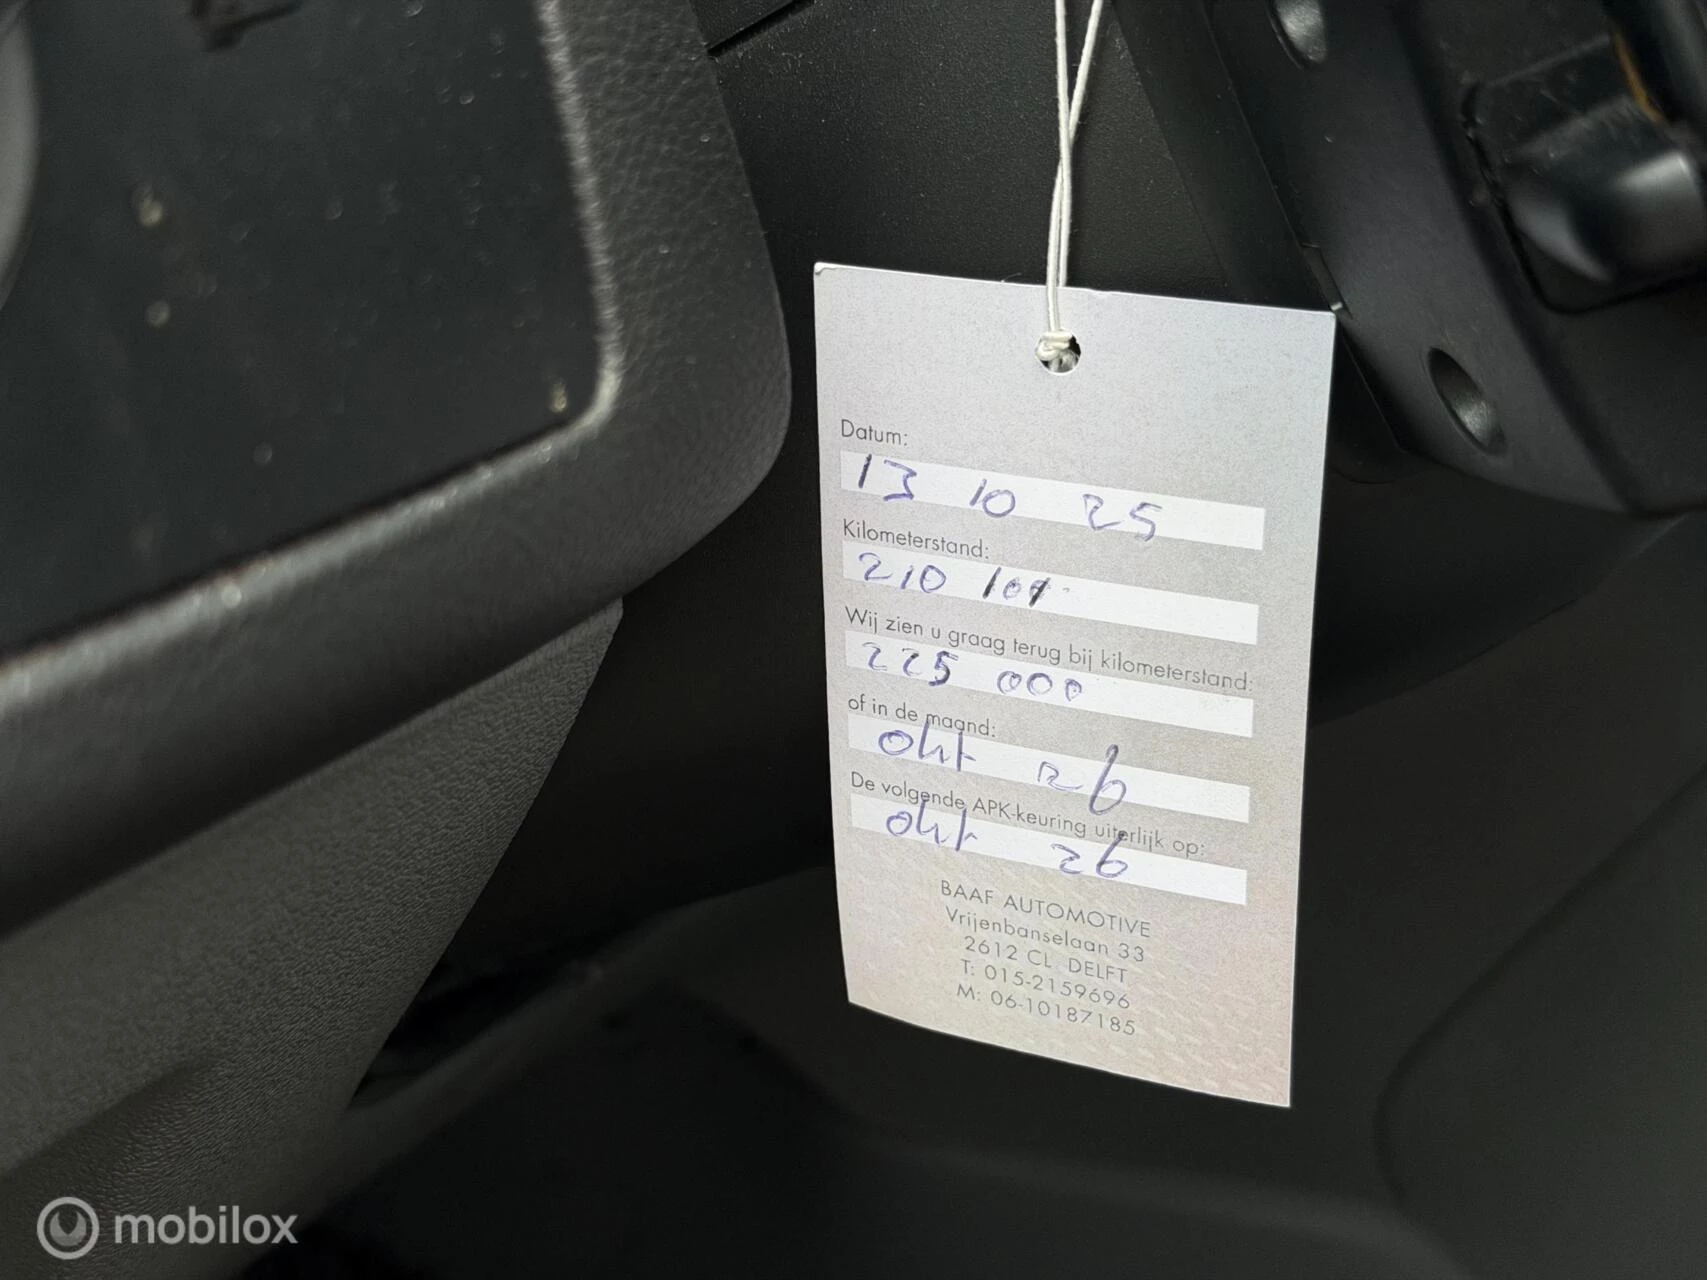 Datum:
13 10 25
Kilometerstand:
210 101
Wij zien u graag terug bij kilometerstand:
225 000
of in de maand:
okt 26
De volgende APK-keuring uiterlijk op:
okt 26
BAAF AUTOMOTIVE
Vrijenbanselaan 33
2612 CL DELFT
T: 015-2159696
M: 06-10187185
mobilox